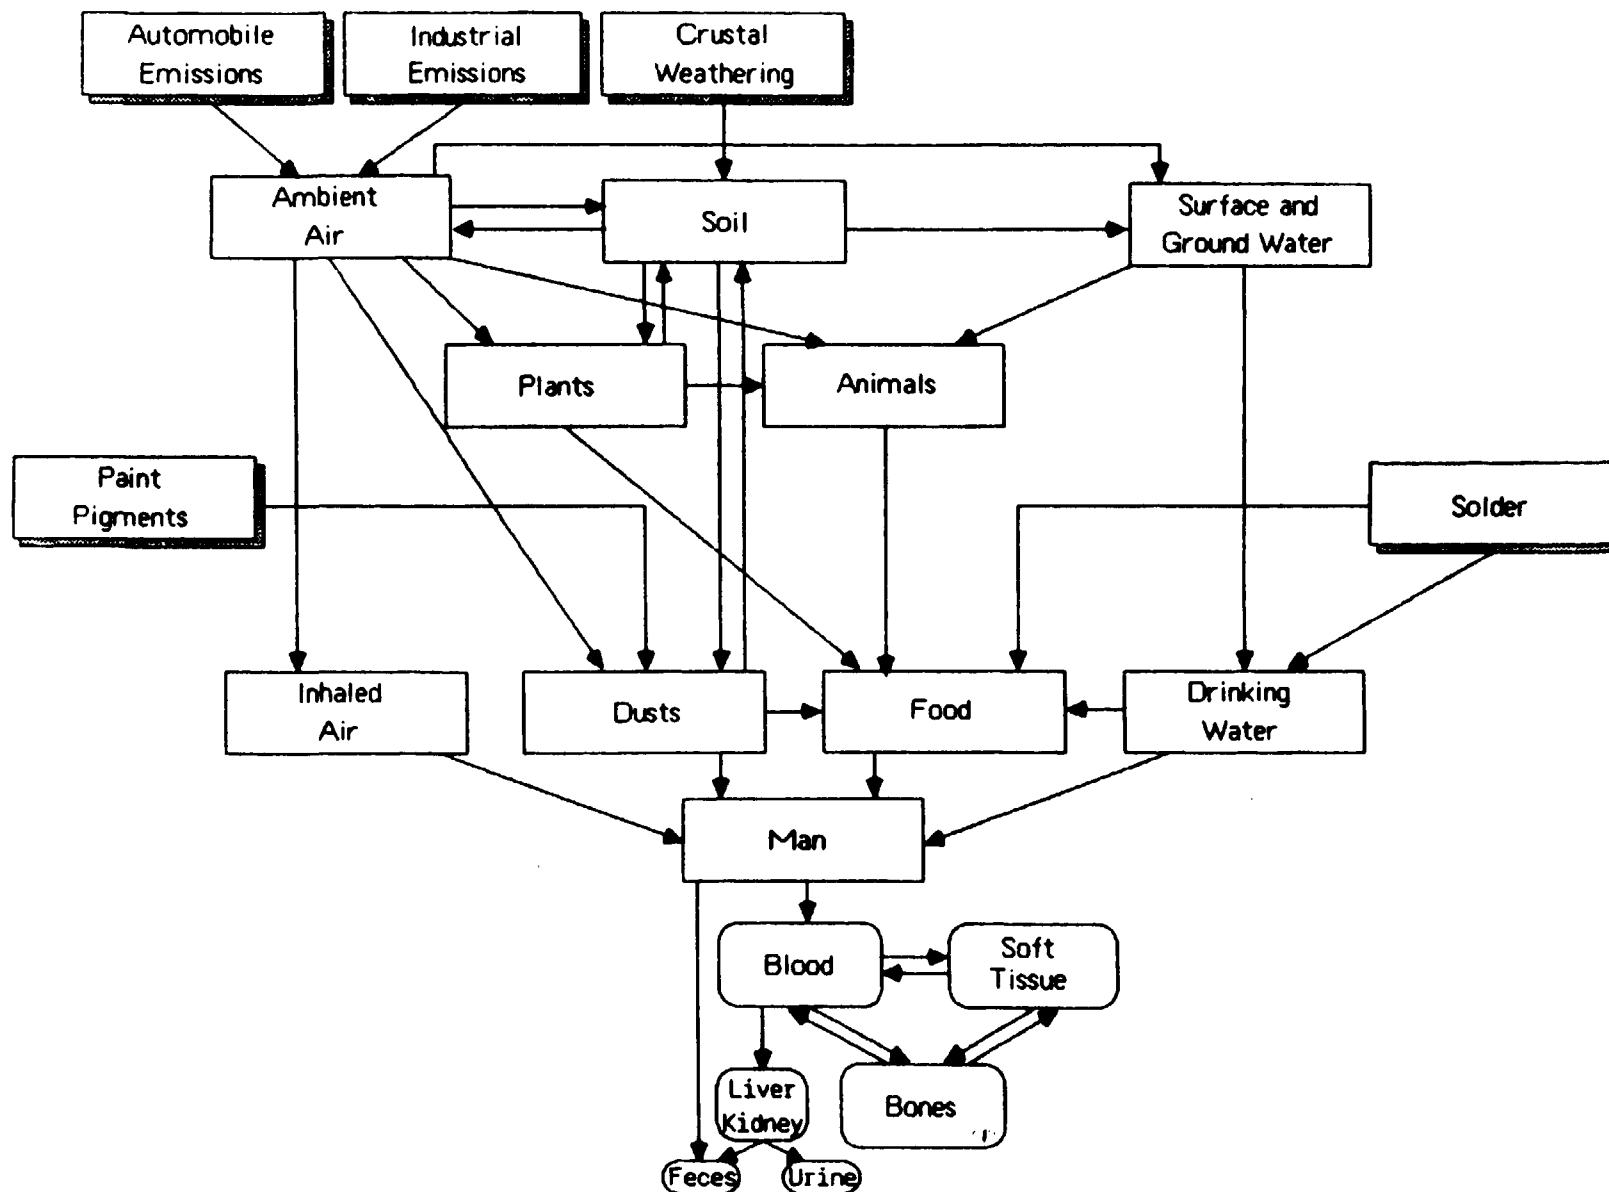 Automobile
Emissions
Industrial
Emissions
Crustal
Weathering
Ambient
Air
Soil
Surface and
Ground Water
Plants
Animals
Paint
Pigments
Solder
Inhaled
Air
Dusts
Food
Drinking
Water
Man
Blood
Soft
Tissue
Liver
Kidney
Bones
Feces
Urine